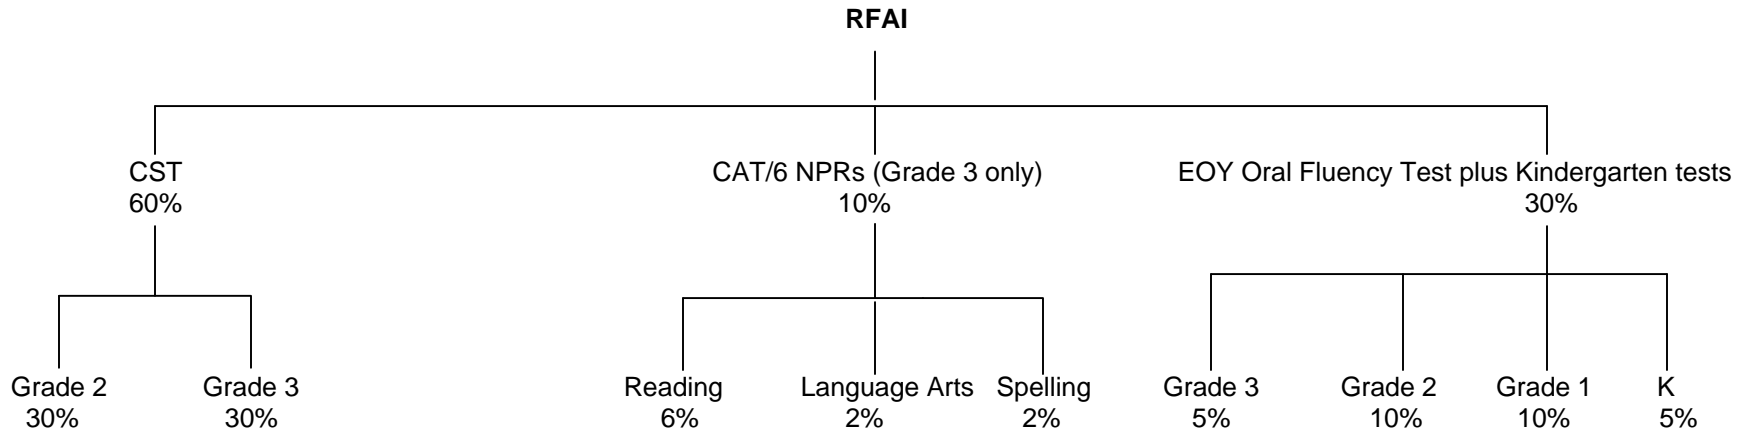 RFAI
CST
60%
CAT/6 NPRs (Grade 3 only)
10%
EOY Oral Fluency Test plus Kindergarten tests
30%
Grade 2
30%
Grade 3
30%
Reading
6%
Language Arts
2%
Spelling
2%
Grade 3
5%
Grade 2
10%
Grade 1
10%
K
5%